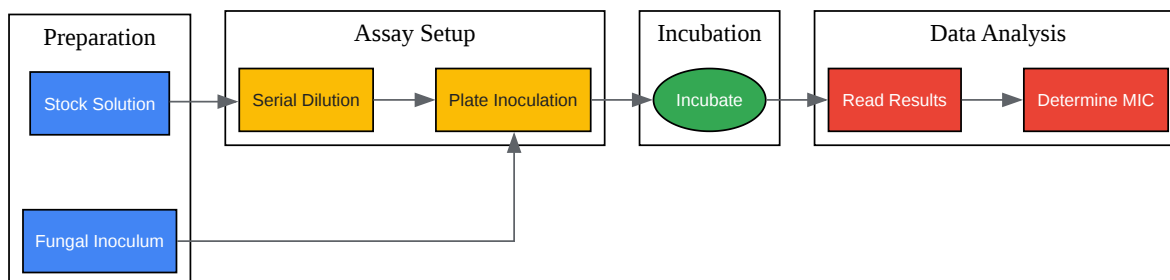 Preparation
Stock Solution
Fungal Inoculum
Assay Setup
Serial Dilution
Plate Inoculation
Incubation
Incubate
Data Analysis
Read Results
Determine MIC